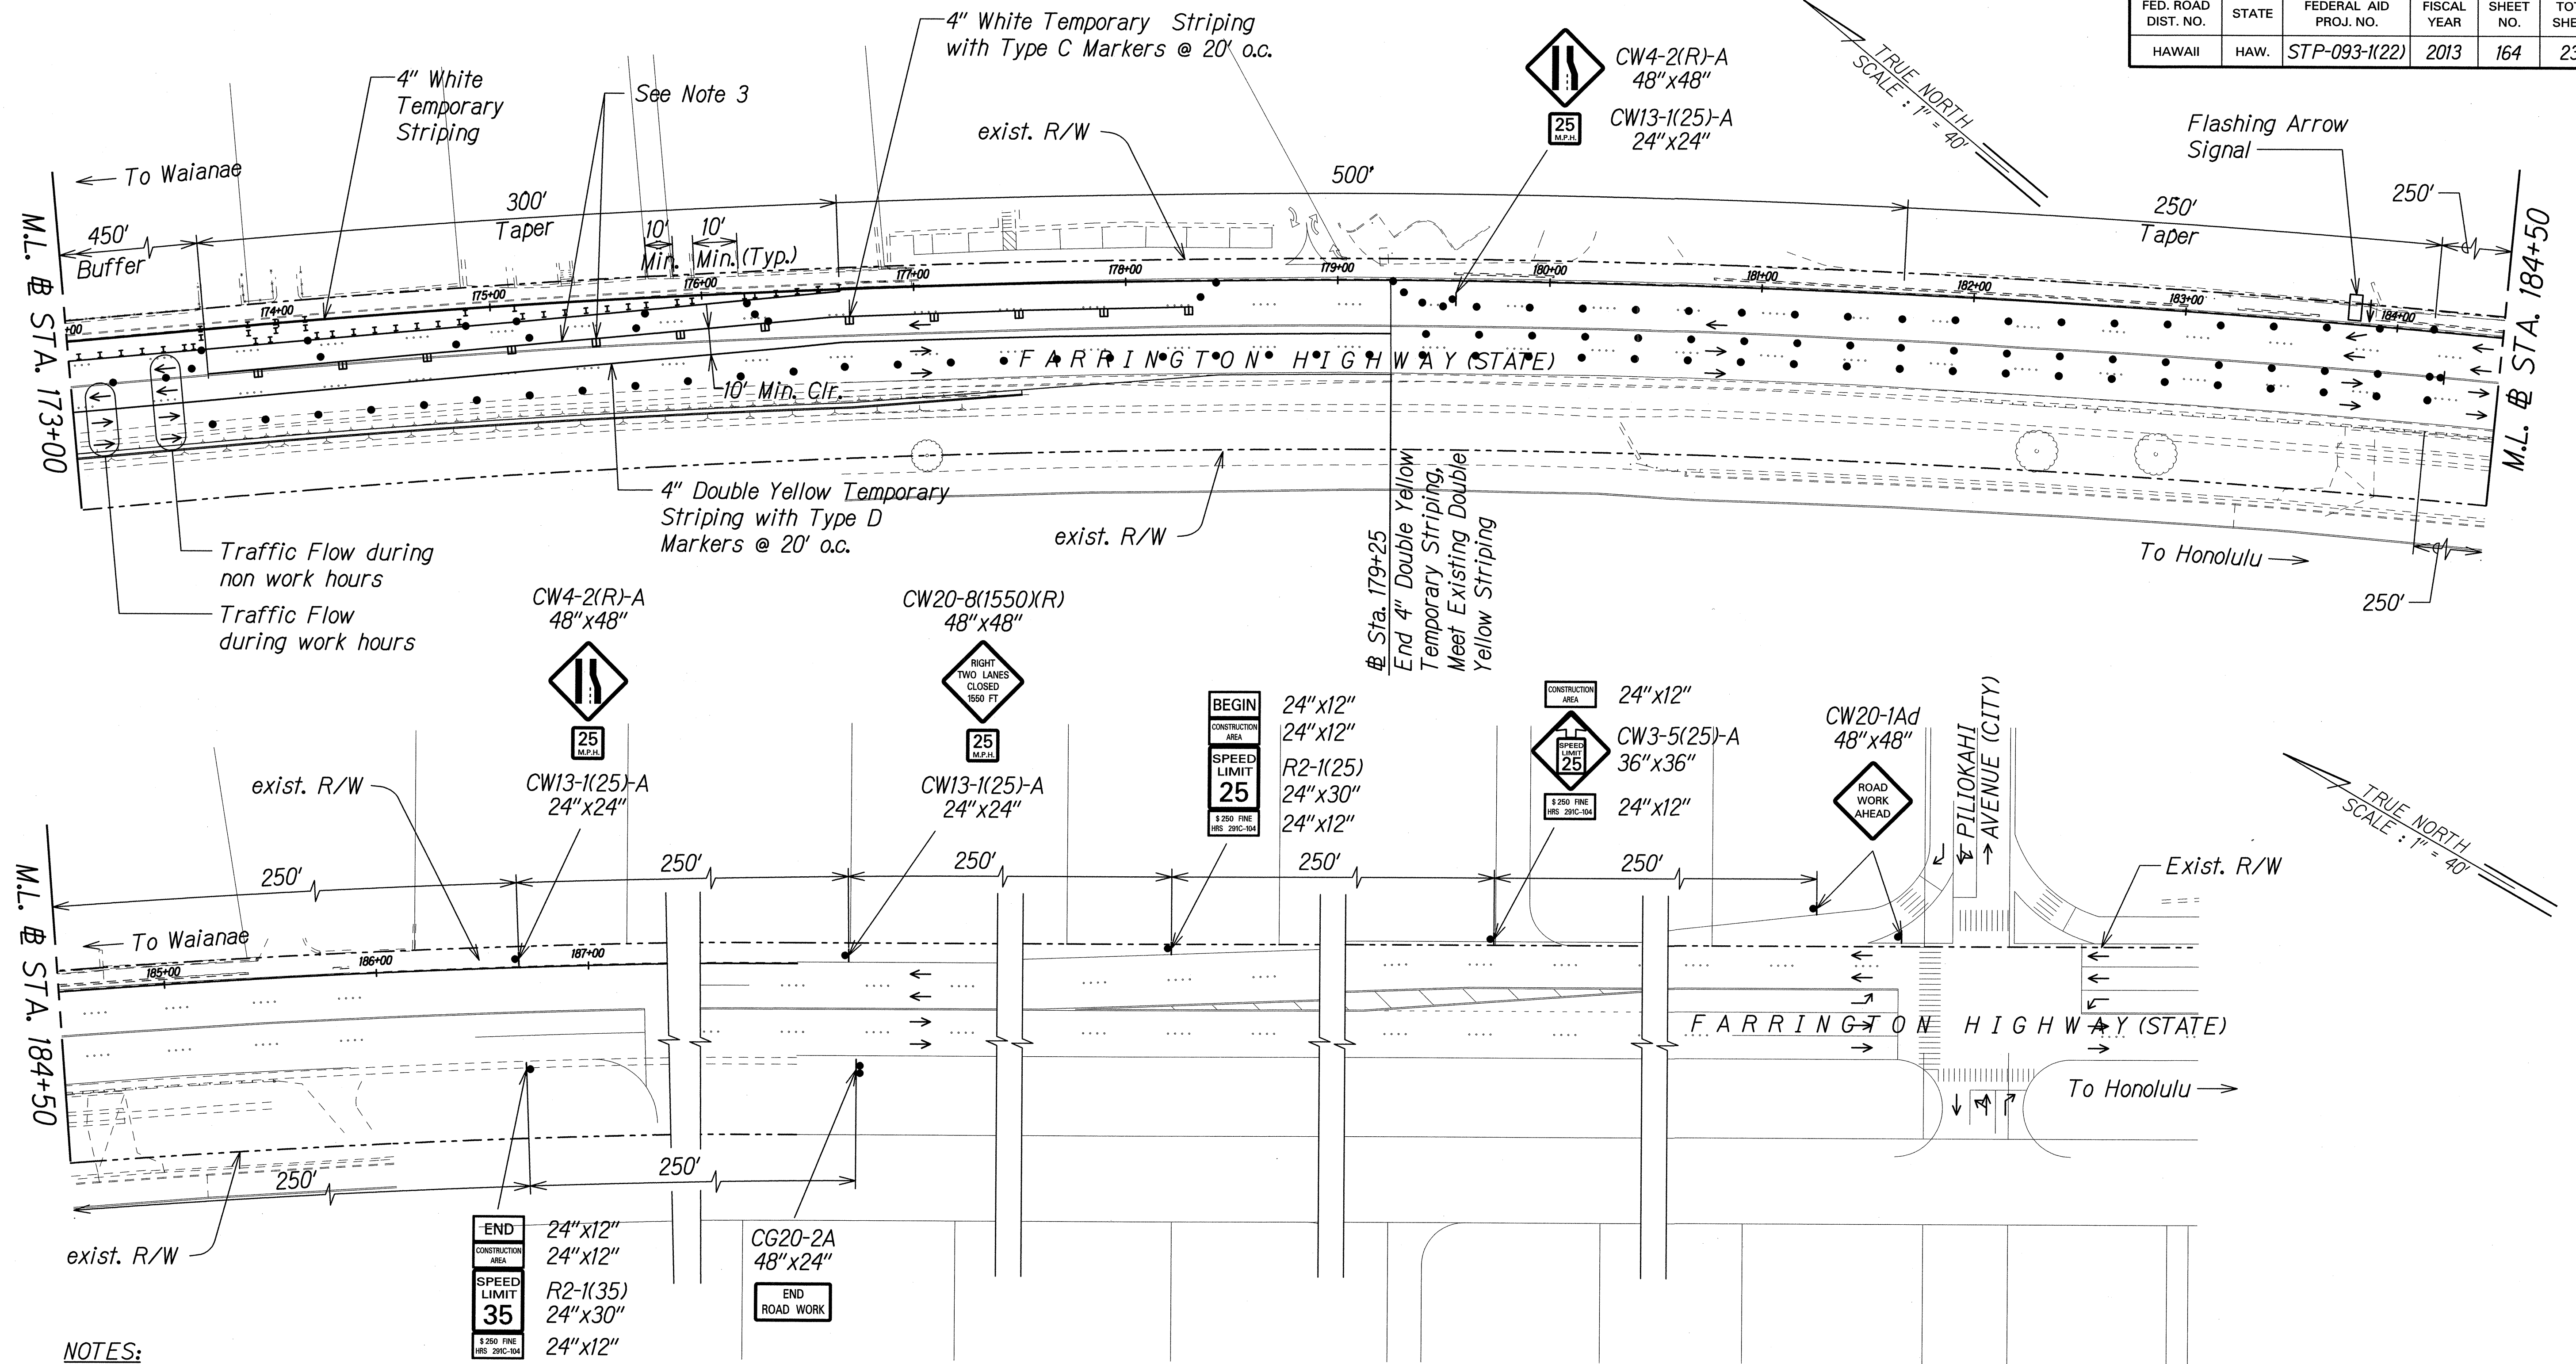 FED. ROAD DIST. NO.
STATE
FEDERAL AID PROJ. NO.
FISCAL YEAR
SHEET NO.
HAWAII
HAW.
STP-093-1(22)
2013
164
4" White Temporary Striping
with Type C Markers @ 20' o.c.
4" White
Temporary
Striping
See Note 3
exist. R/W
CW4-2(R)-A
48"x48"
25
M.P.H.
CW13-1(25)-A
24"x24"
TRUE NORTH
SCALE : 1" = 40'
Flashing Arrow
Signal
← To Waianae
450'
Buffer
300'
Taper
10'
Min.
10'
Min. (Typ.)
500'
250'
Taper
250'
M.L. ⅊ STA. 173+00
M.L. ⅊ STA. 184+50
+00
174+00
175+00
176+00
177+00
178+00
179+00
180+00
181+00
182+00
183+00
184+00
FARRINGTON HIGHWAY (STATE)
10' Min. Clr.
4" Double Yellow Temporary
Striping with Type D
Markers @ 20' o.c.
exist. R/W
Traffic Flow during
non work hours
Traffic Flow
during work hours
⅊ Sta. 179+25
End 4" Double Yellow
Temporary Striping,
Meet Existing Double
Yellow Striping
To Honolulu →
250'
CW4-2(R)-A
48"x48"
25
M.P.H.
CW13-1(25)-A
24"x24"
CW20-8(1550)(R)
48"x48"
RIGHT
TWO LANES
CLOSED
1550 FT
25
M.P.H.
CW13-1(25)-A
24"x24"
BEGIN 24"x12"
CONSTRUCTION
AREA
24"x12"
SPEED
LIMIT
25
R2-1(25)
24"x30"
$250 FINE
HRS 291C-104
24"x12"
CONSTRUCTION
AREA
24"x12"
SPEED
LIMIT
25
CW3-5(25)-A
36"x36"
$250 FINE
HRS 291C-104
24"x12"
CW20-1Ad
48"x48"
ROAD
WORK
AHEAD
PILIOKAHI
AVENUE (CITY)
TRUE NORTH
SCALE : 1" = 40'
exist. R/W
Exist. R/W
250'
250'
250'
250'
250'
M.L. ⅊ STA. 184+50
← To Waianae
185+00
186+00
187+00
FARRINGTON HIGHWAY (STATE)
To Honolulu →
250'
250'
exist. R/W
END 24"x12"
CONSTRUCTION
AREA
24"x12"
SPEED
LIMIT
35
R2-1(35)
24"x30"
$250 FINE
HRS 291C-104
24"x12"
CG20-2A
48"x24"
END
ROAD WORK
NOTES: